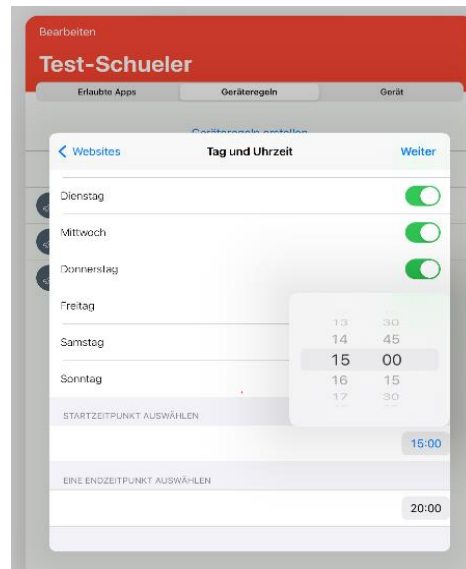 Bearbeiten
Test-Schueler
Erlaubte Apps Geräteregeln Gerät
Geräteregeln erstellen
Websites Tag und Uhrzeit Weiter
Dienstag
Mittwoch
Donnerstag
Freitag
Samstag
Sonntag
13 30
14 45
15 00
16 15
17 30
STARTZEITPUNKT AUSWÄHLEN
15:00
EINE ENDZEITPUNKT AUSWÄHLEN
20:00